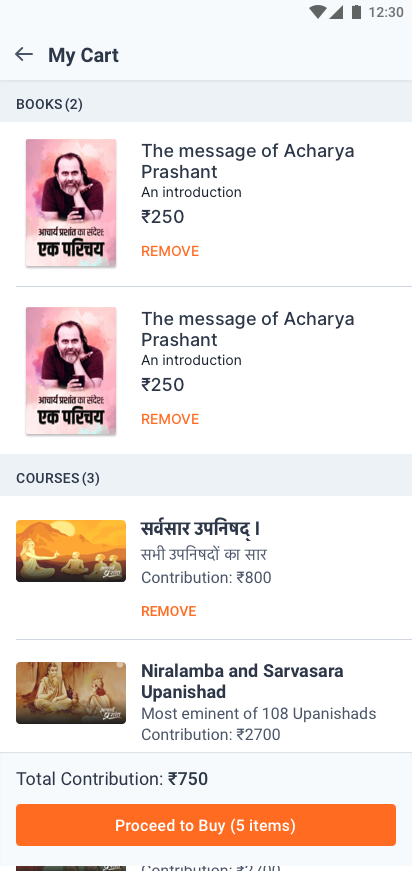 12:30
My Cart
BOOKS (2)
The message of Acharya
Prashant
An introduction
₹250
REMOVE
आचार्य प्रशांत का संदेश:
एक परिचय
The message of Acharya
Prashant
An introduction
₹250
REMOVE
आचार्य प्रशांत का संदेश:
एक परिचय
COURSES (3)
सर्वसार उपनिषद् ।
सभी उपनिषदों का सार
Contribution: ₹800
REMOVE
Niralamba and Sarvasara
Upanishad
Most eminent of 108 Upanishads
Contribution: ₹2700
Total Contribution: ₹750
Proceed to Buy (5 items)
Contribution: ₹2700